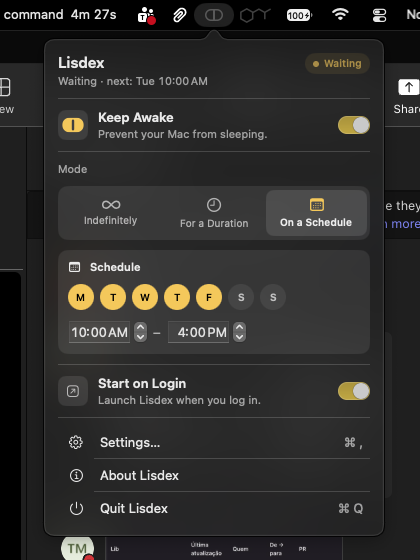 command 4m 27s
100
No
Lisdex
Waiting
Waiting · next: Tue 10:00 AM
Keep Awake
Prevent your Mac from sleeping.
Share
Mode
Indefinitely
For a Duration
On a Schedule
e they
n more
Schedule
M T W T F S S
10:00 AM – 4:00 PM
Start on Login
Launch Lisdex when you log in.
Settings...
⌘ ,
About Lisdex
Quit Lisdex
⌘ Q
TM
Lib
Última atualização
Quem
De -> para
PR